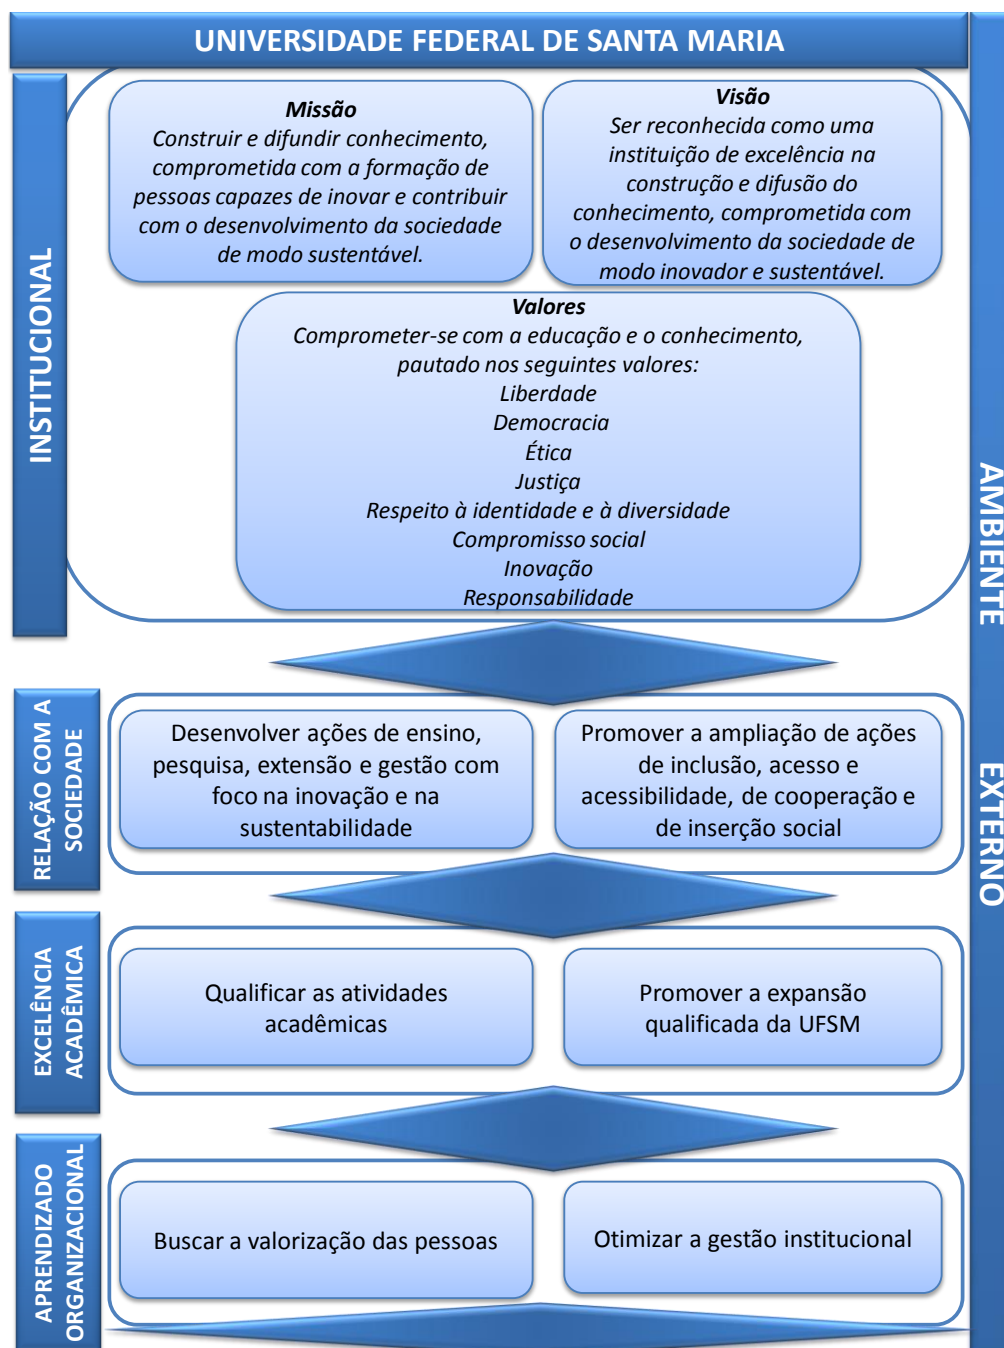 UNIVERSIDADE FEDERAL DE SANTA MARIA
INSTITUCIONAL
Missão
Construir e difundir conhecimento,
comprometida com a formação de
pessoas capazes de inovar e contribuir
com o desenvolvimento da sociedade
de modo sustentável.
Visão
Ser reconhecida como uma
instituição de excelência na
construção e difusão do
conhecimento, comprometida com
o desenvolvimento da sociedade de
modo inovador e sustentável.
Valores
Comprometer-se com a educação e o conhecimento,
pautado nos seguintes valores:
Liberdade
Democracia
Ética
Justiça
Respeito à identidade e à diversidade
Compromisso social
Inovação
Responsabilidade
AMBIENTE EXTERNO
RELAÇÃO COM A
SOCIEDADE
Desenvolver ações de ensino,
pesquisa, extensão e gestão com
foco na inovação e na
sustentabilidade
Promover a ampliação de ações
de inclusão, acesso e
acessibilidade, de cooperação e
de inserção social
EXCELÊNCIA
ACADÊMICA
Qualificar as atividades
acadêmicas
Promover a expansão
qualificada da UFSM
APRENDIZADO
ORGANIZACIONAL
Buscar a valorização das pessoas
Otimizar a gestão institucional